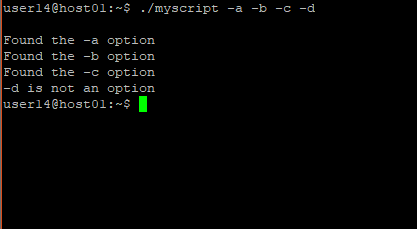 user14@host01:~$ ./myscript -a -b -c -d
Found the -a option
Found the -b option
Found the -c option
-d is not an option
user14@host01:~$